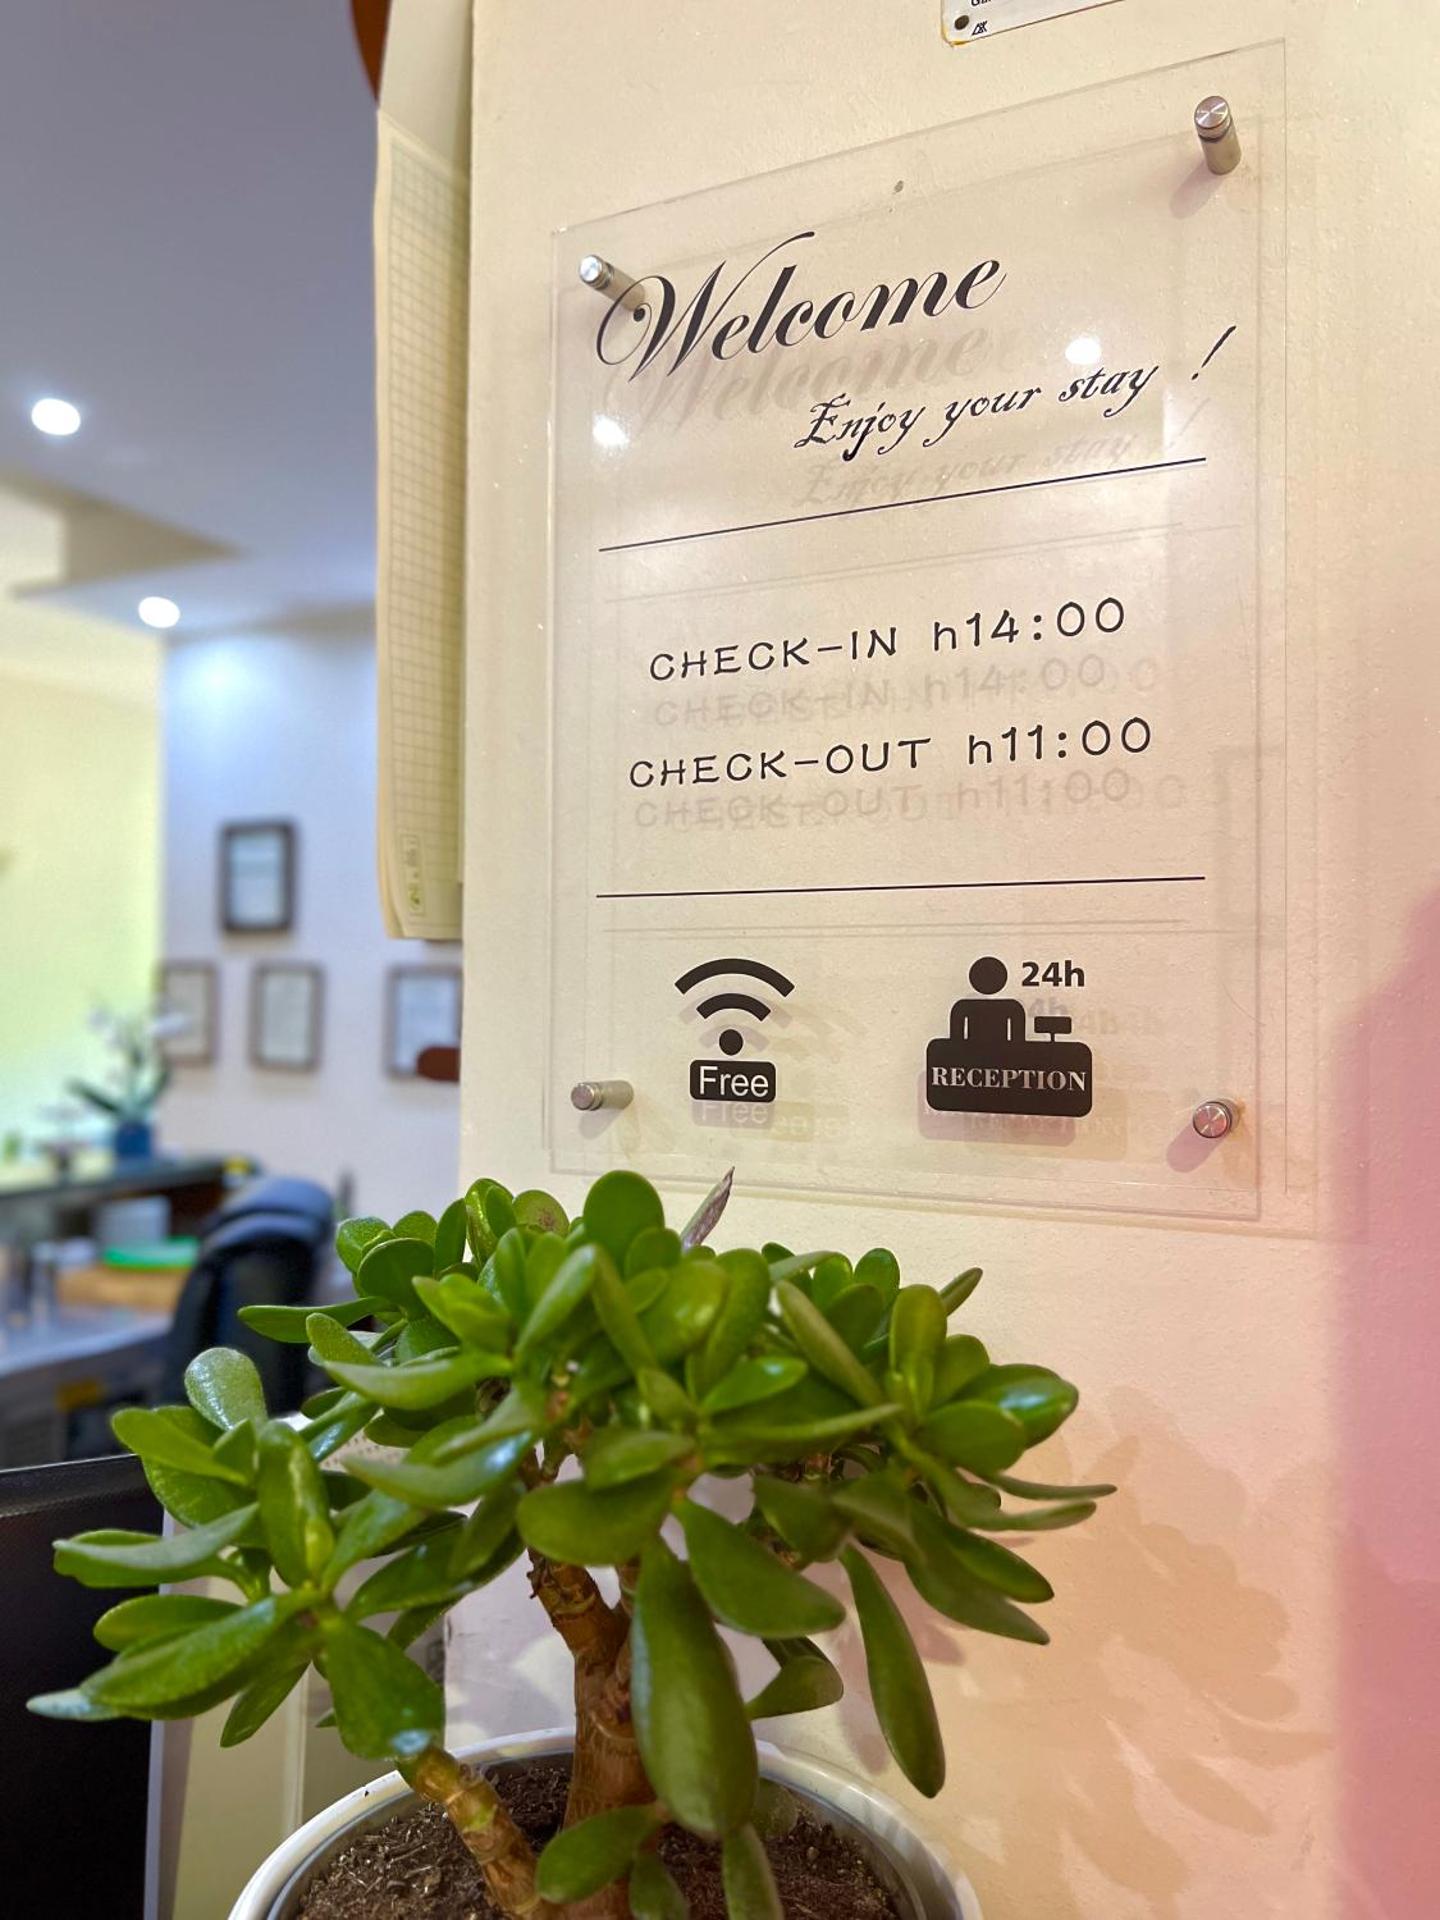 Welcome
Enjoy your stay !
CHECK-IN h14:00
CHECK-OUT h11:00
24h
Free
RECEPTION